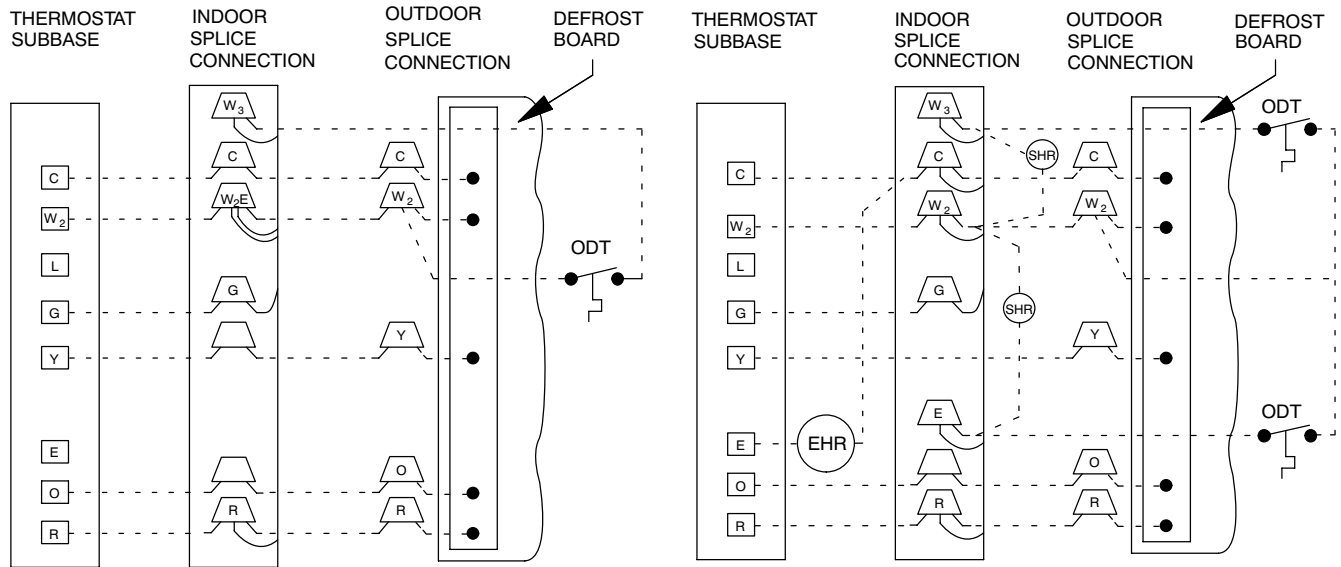 THERMOSTAT
SUBBASE
INDOOR
SPLICE
CONNECTION
OUTDOOR
SPLICE
CONNECTION
DEFROST
BOARD
W3
C
C
C
W2
W2E
W2
L
ODT
G
G
Y
Y
E
O
O
R
R
R
THERMOSTAT
SUBBASE
INDOOR
SPLICE
CONNECTION
OUTDOOR
SPLICE
CONNECTION
DEFROST
BOARD
W3
ODT
SHR
C
C
C
W2
W2
W2
L
G
G
SHR
Y
Y
E
ODT
E
EHR
O
O
R
R
R